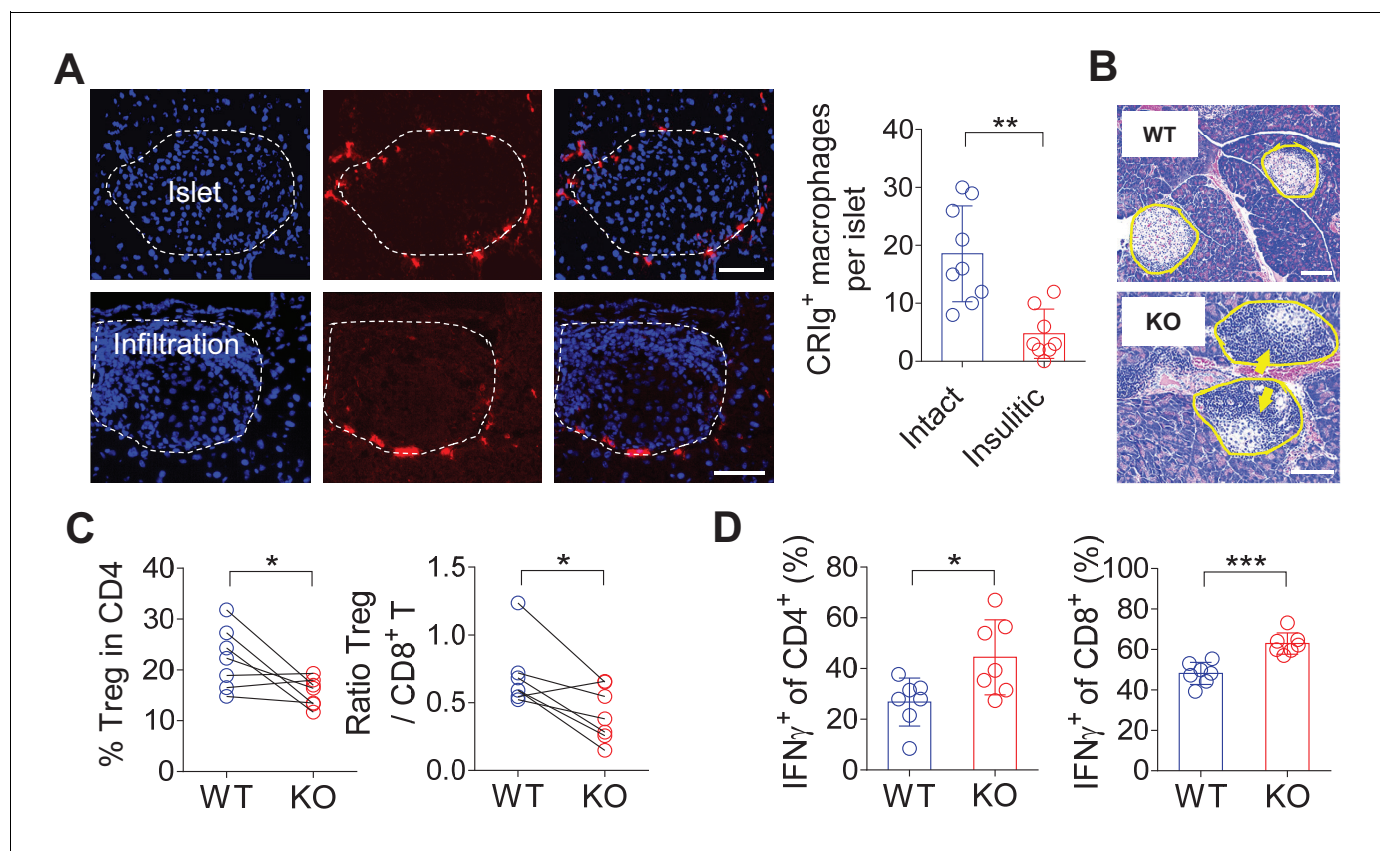 A
Islet
Infiltration
CRIg⁺ macrophages
per islet
40
30
20
10
0
**
Intact
Insulitic
B
WT
KO
C
% Treg in CD4
40
30
20
10
0
*
WT
KO
Ratio Treg
/ CD8⁺ T
1.5
1.0
0.5
0.0
*
WT
KO
D
IFNγ⁺ of CD4⁺ (%)
80
60
40
20
0
*
WT
KO
IFNγ⁺ of CD8⁺ (%)
100
80
60
40
20
0
***
WT
KO